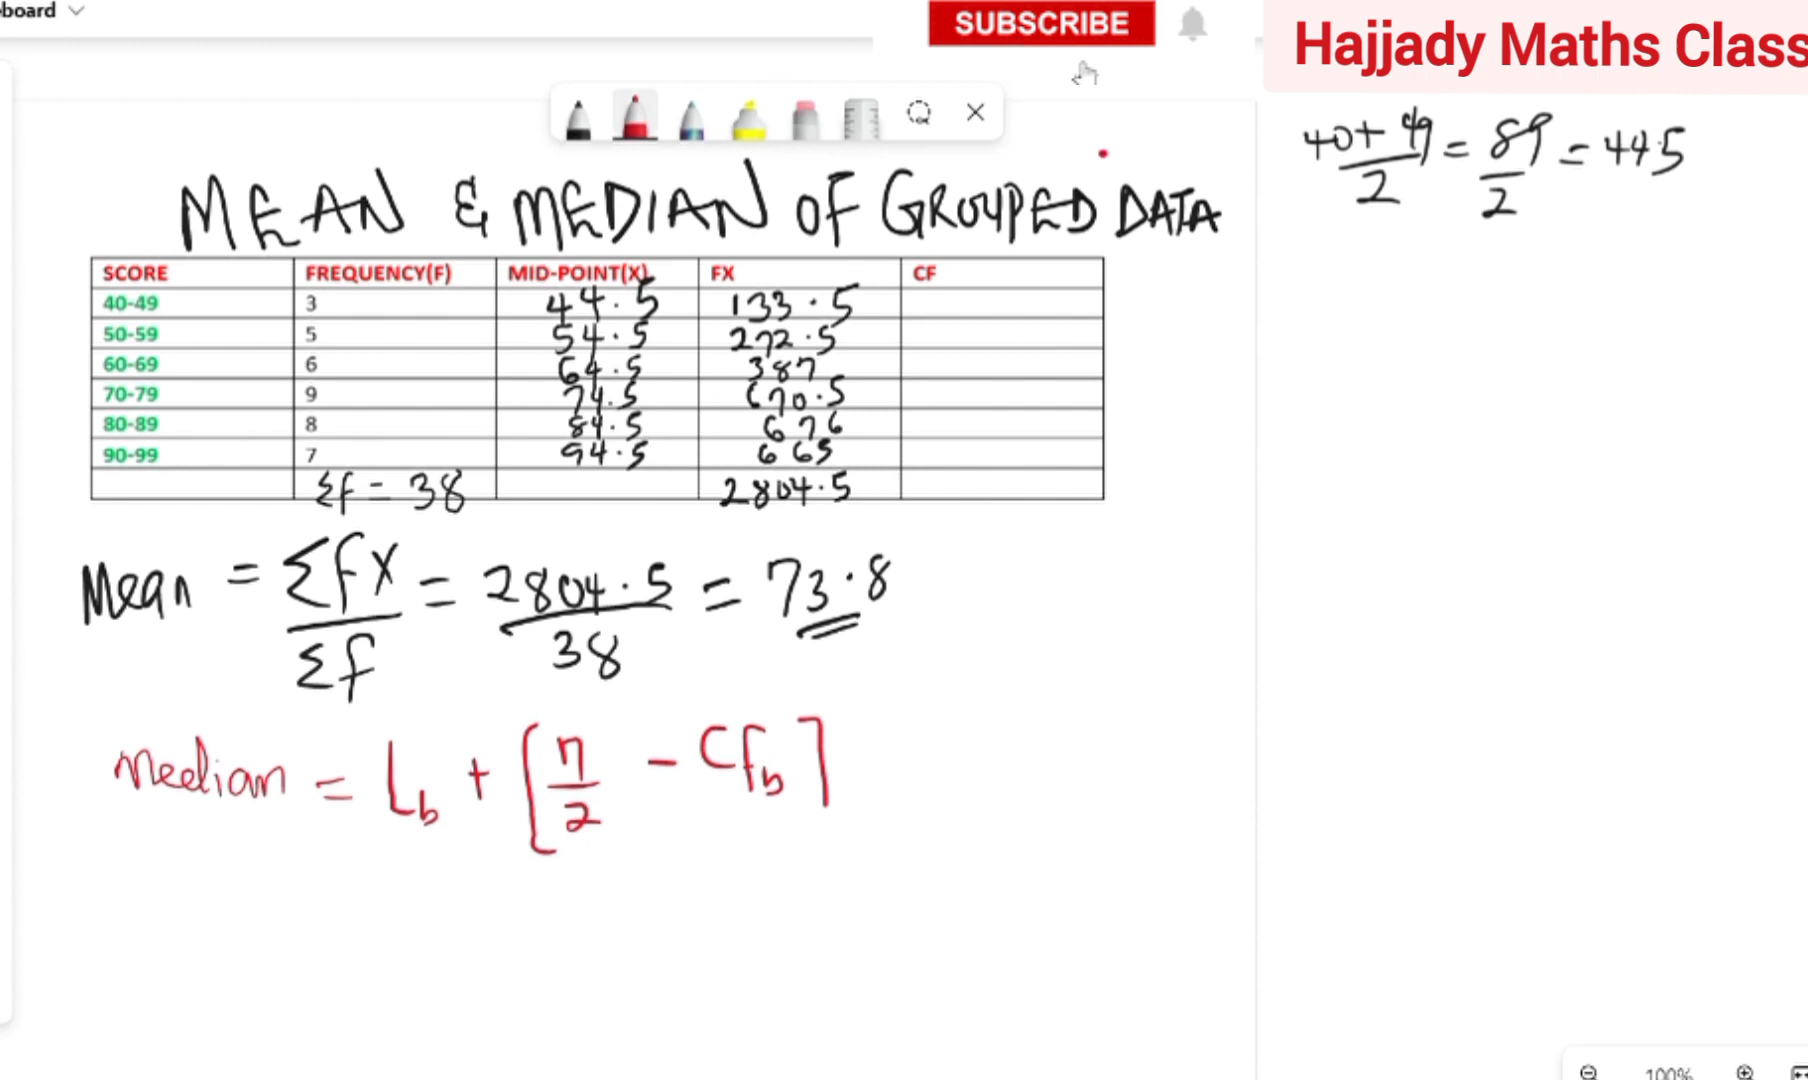 board
SUBSCRIBE
Hajjady Maths Class
40+49/2 = 89/2 = 44.5
MEAN & MEDIAN OF GROUPED DATA
SCORE FREQUENCY(F) MID-POINT(X) FX CF
40-49 3 44.5 133.5
50-59 5 54.5 272.5
60-69 6 64.5 387
70-79 9 74.5 670.5
80-89 8 84.5 676
90-99 7 94.5 665
Σf = 38 2804.5
Mean = Σfx/Σf = 2804.5/38 = 73.8
Median = Lb + [n/2 - Cfb]
100%